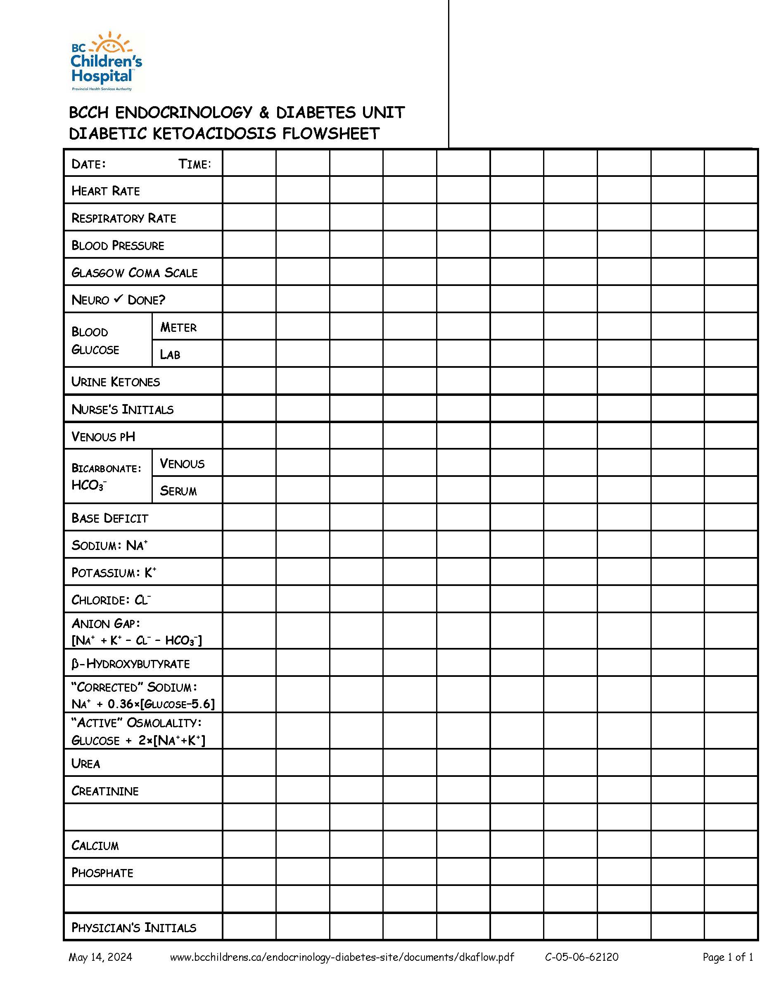 BC
Children's
Hospital
Provincial Health Services Authority
BCCH ENDOCRINOLOGY & DIABETES UNIT
DIABETIC KETOACIDOSIS FLOWSHEET
DATE: TIME:
HEART RATE
RESPIRATORY RATE
BLOOD PRESSURE
GLASGOW COMA SCALE
NEURO ✓ DONE?
BLOOD
GLUCOSE
METER
LAB
URINE KETONES
NURSE'S INITIALS
VENOUS PH
BICARBONATE:
HCO₃⁻
VENOUS
SERUM
BASE DEFICIT
SODIUM: NA⁺
POTASSIUM: K⁺
CHLORIDE: CL⁻
ANION GAP:
[NA⁺ + K⁺ – CL⁻ – HCO₃⁻]
β-HYDROXYBUTYRATE
“CORRECTED” SODIUM:
NA⁺ + 0.36×[GLUCOSE–5.6]
“ACTIVE” OSMOLALITY:
GLUCOSE + 2×[NA⁺+K⁺]
UREA
CREATININE
CALCIUM
PHOSPHATE
PHYSICIAN'S INITIALS
May 14, 2024 www.bcchildrens.ca/endocrinology-diabetes-site/documents/dkaflow.pdf C-05-06-62120 Page 1 of 1